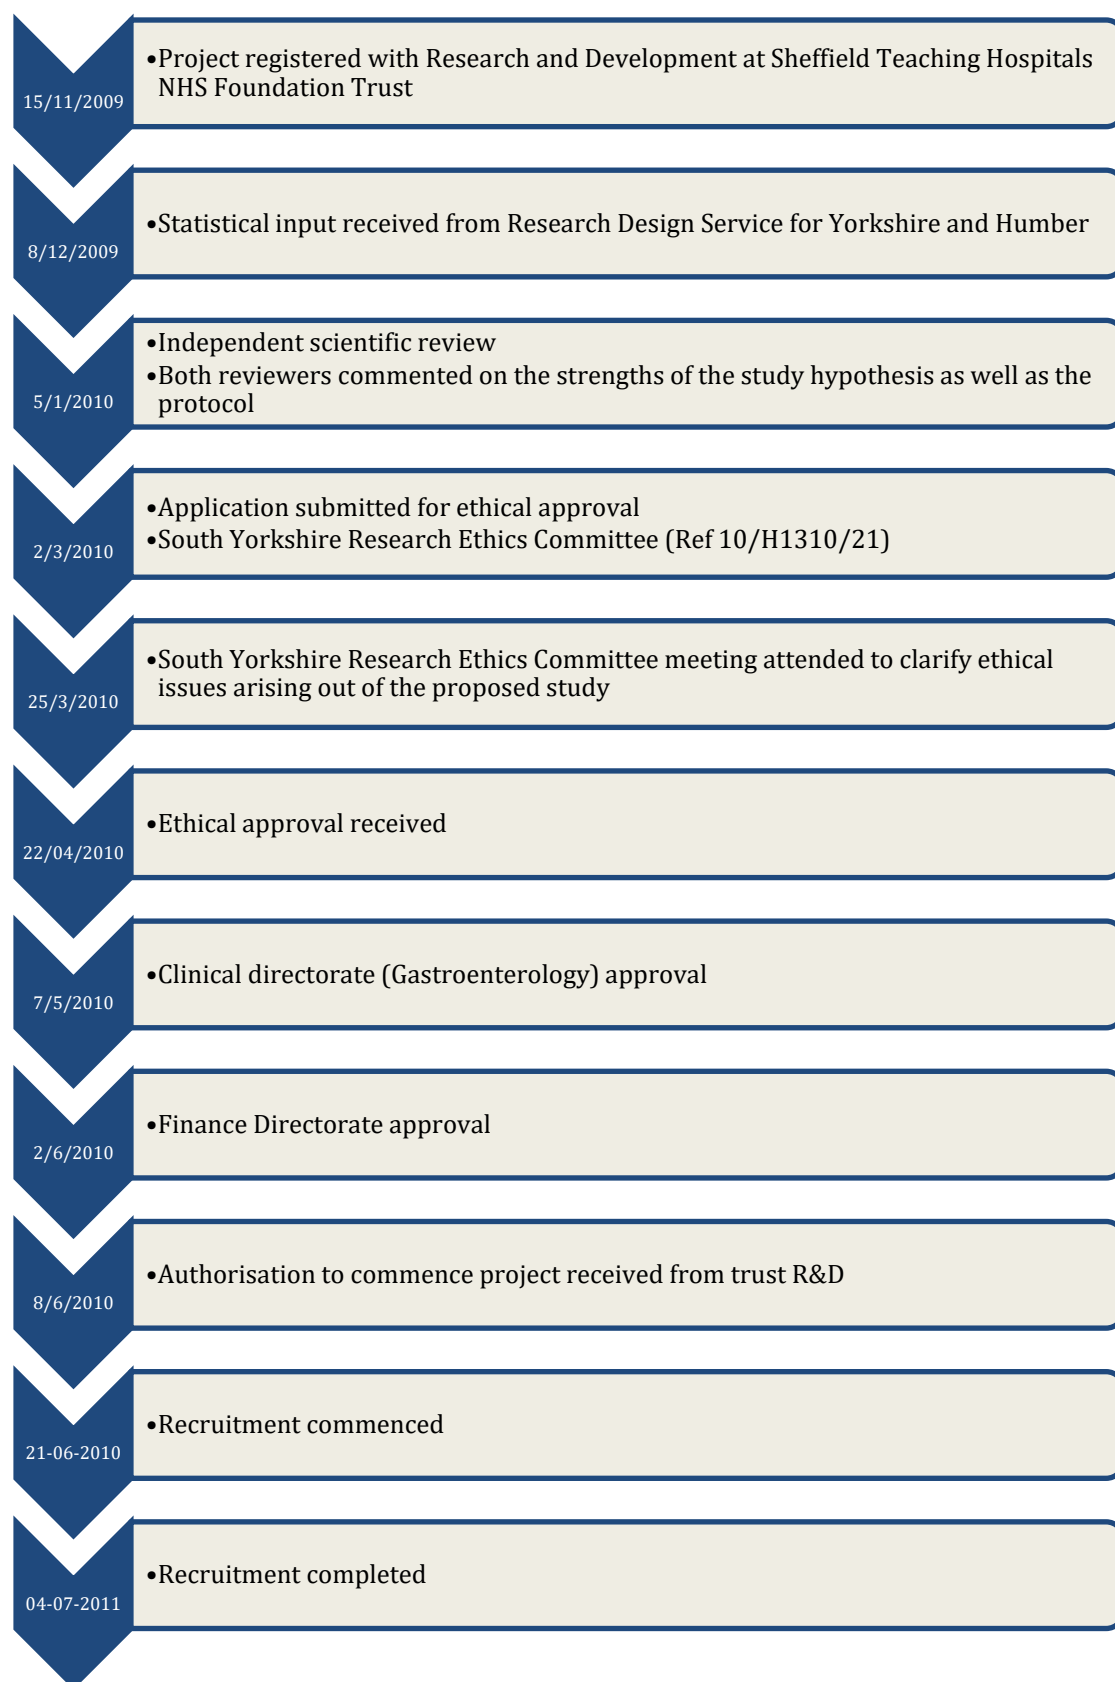 15/11/2009
•Project registered with Research and Development at Sheffield Teaching Hospitals
NHS Foundation Trust
8/12/2009
•Statistical input received from Research Design Service for Yorkshire and Humber
5/1/2010
•Independent scientific review
•Both reviewers commented on the strengths of the study hypothesis as well as the
protocol
2/3/2010
•Application submitted for ethical approval
•South Yorkshire Research Ethics Committee (Ref 10/H1310/21)
25/3/2010
•South Yorkshire Research Ethics Committee meeting attended to clarify ethical
issues arising out of the proposed study
22/04/2010
•Ethical approval received
7/5/2010
•Clinical directorate (Gastroenterology) approval
2/6/2010
•Finance Directorate approval
8/6/2010
•Authorisation to commence project received from trust R&D
21-06-2010
•Recruitment commenced
04-07-2011
•Recruitment completed